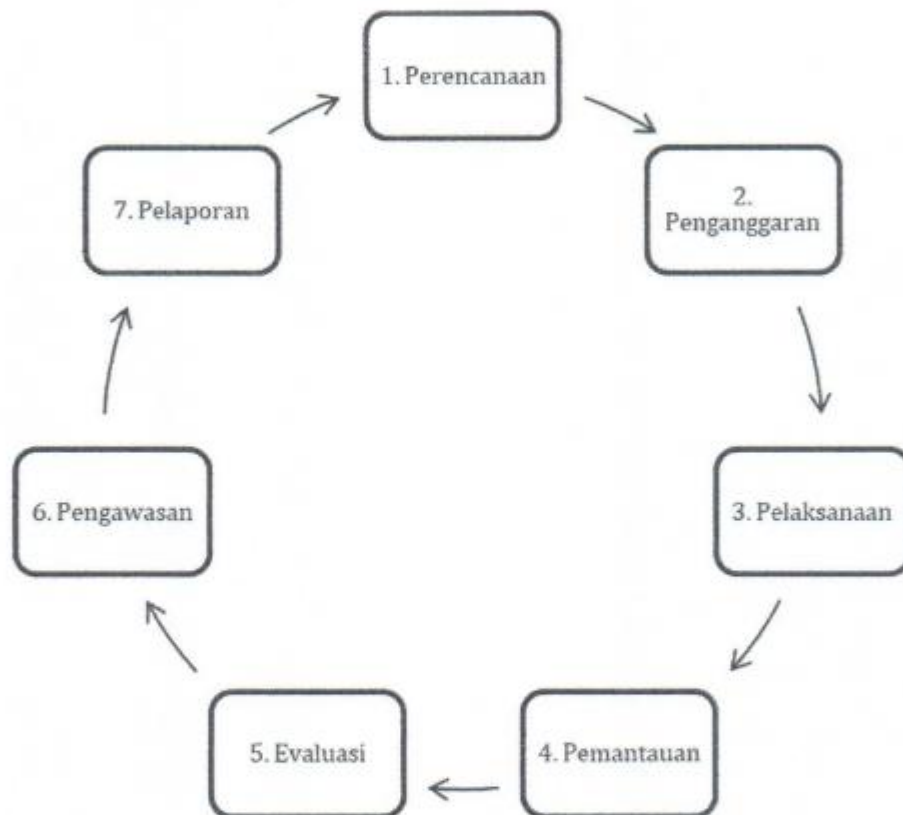 1. Perencanaan
2.
Penganggaran
3. Pelaksanaan
4. Pemantauan
5. Evaluasi
6. Pengawasan
7. Pelaporan